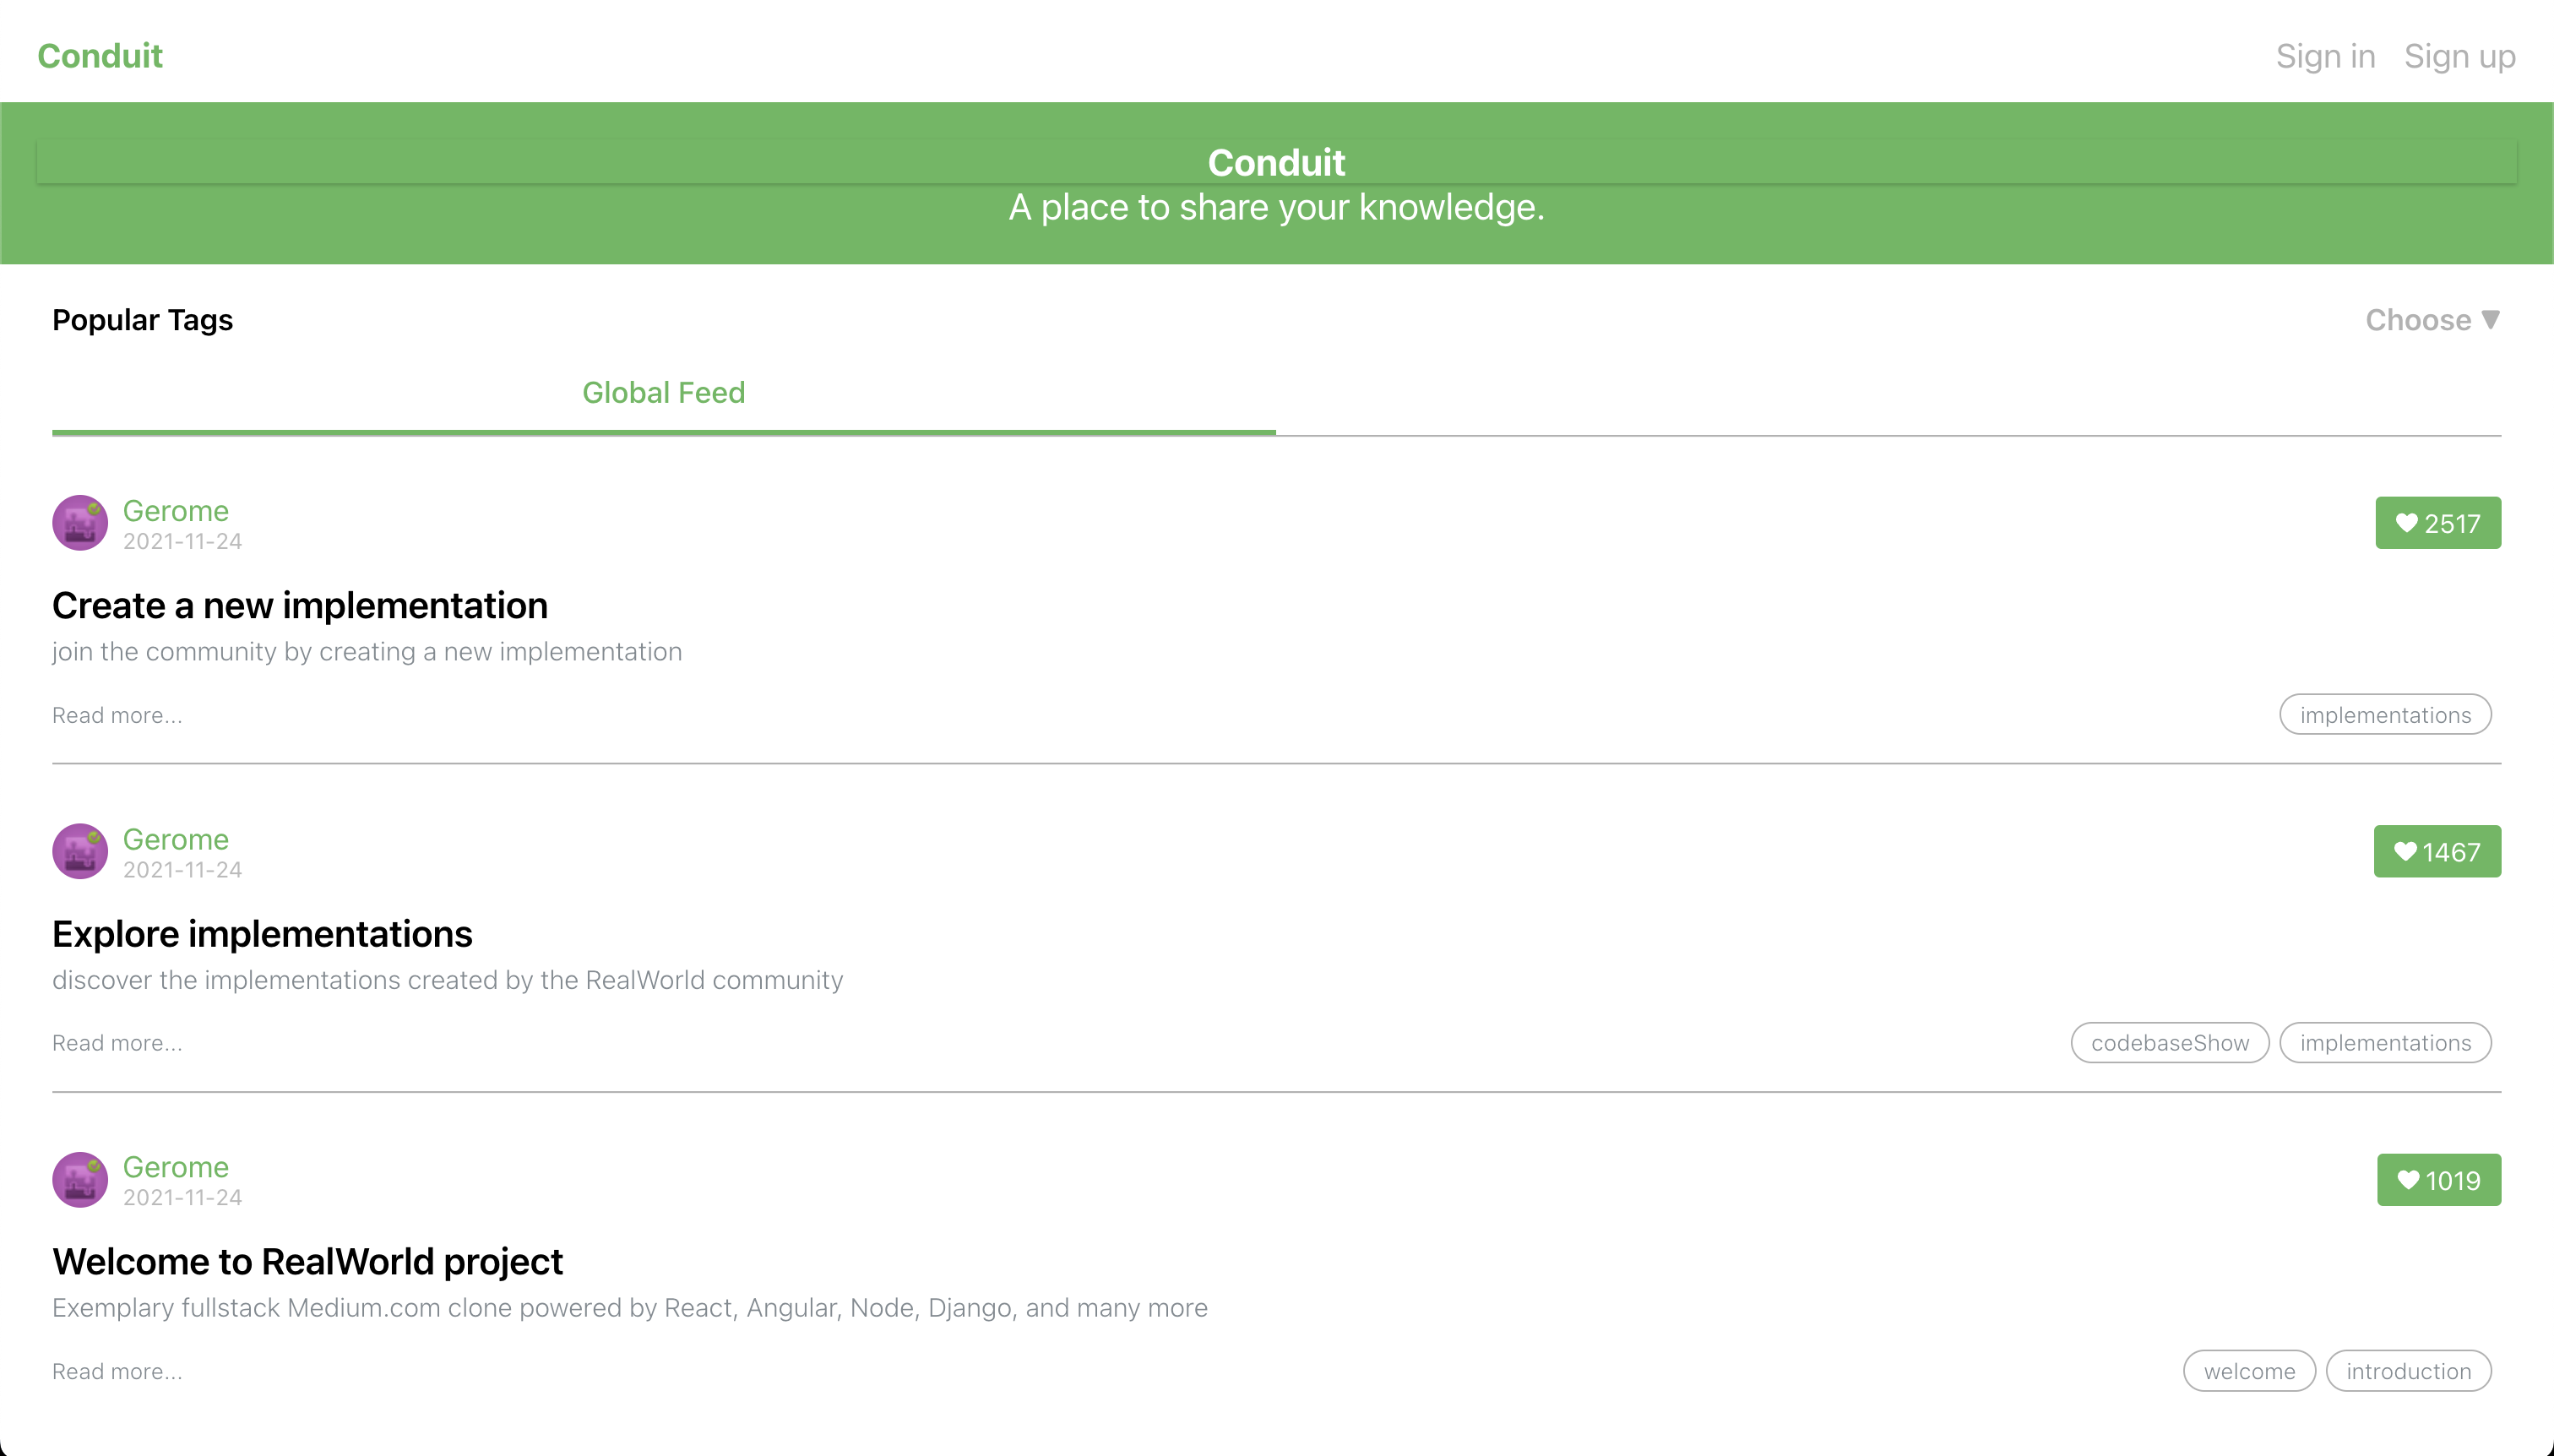 Conduit
Sign in Sign up
Conduit
A place to share your knowledge.
Popular Tags
Choose ▼
Global Feed
Gerome
2021-11-24
2517
Create a new implementation
join the community by creating a new implementation
Read more...
implementations
Gerome
2021-11-24
1467
Explore implementations
discover the implementations created by the RealWorld community
Read more...
codebaseShow implementations
Gerome
2021-11-24
1019
Welcome to RealWorld project
Exemplary fullstack Medium.com clone powered by React, Angular, Node, Django, and many more
Read more...
welcome introduction